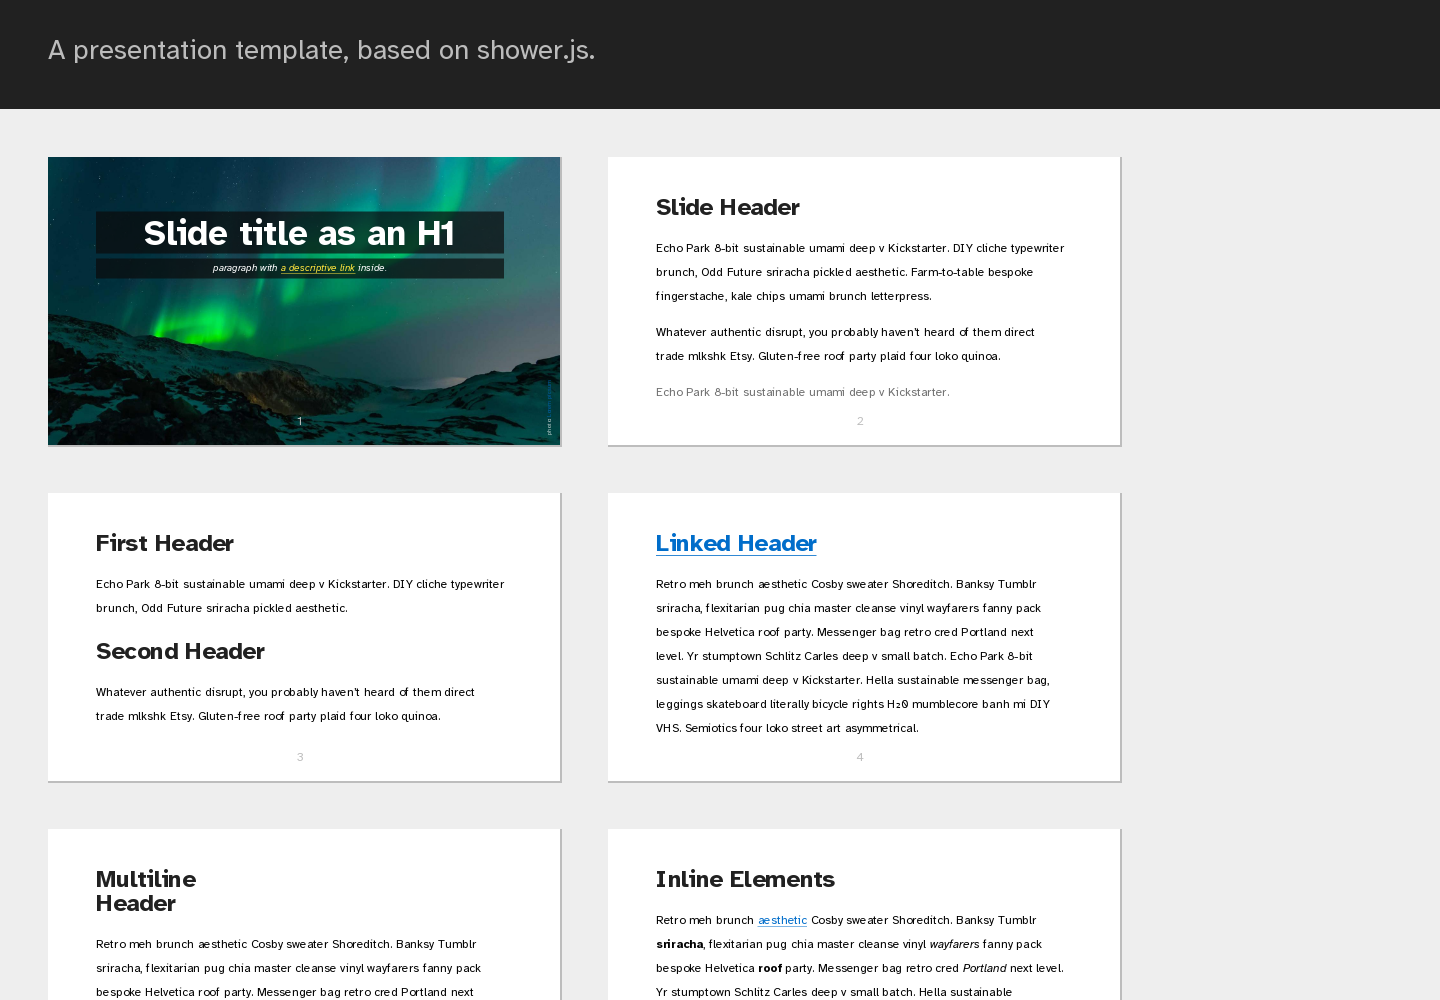 A presentation template, based on shower.js.
Slide title as an H1
paragraph with a descriptive link inside.
photo
1
Slide Header
Echo Park 8-bit sustainable umami deep v Kickstarter. DIY cliche typewriter
brunch, Odd Future sriracha pickled aesthetic. Farm-to-table bespoke
fingerstache, kale chips umami brunch letterpress.
Whatever authentic disrupt, you probably haven't heard of them direct
trade mlkshk Etsy. Gluten-free roof party plaid four loko quinoa.
Echo Park 8-bit sustainable umami deep v Kickstarter.
2
First Header
Echo Park 8-bit sustainable umami deep v Kickstarter. DIY cliche typewriter
brunch, Odd Future sriracha pickled aesthetic.
Second Header
Whatever authentic disrupt, you probably haven't heard of them direct
trade mlkshk Etsy. Gluten-free roof party plaid four loko quinoa.
3
Linked Header
Retro meh brunch aesthetic Cosby sweater Shoreditch. Banksy Tumblr
sriracha, flexitarian pug chia master cleanse vinyl wayfarers fanny pack
bespoke Helvetica roof party. Messenger bag retro cred Portland next
level. Yr stumptown Schlitz Carles deep v small batch. Echo Park 8-bit
sustainable umami deep v Kickstarter. Hella sustainable messenger bag,
leggings skateboard literally bicycle rights H₂0 mumblecore banh mi DIY
VHS. Semiotics four loko street art asymmetrical.
4
Multiline
Header
Retro meh brunch aesthetic Cosby sweater Shoreditch. Banksy Tumblr
sriracha, flexitarian pug chia master cleanse vinyl wayfarers fanny pack
bespoke Helvetica roof party. Messenger bag retro cred Portland next
Inline Elements
Retro meh brunch aesthetic Cosby sweater Shoreditch. Banksy Tumblr
sriracha, flexitarian pug chia master cleanse vinyl wayfarers fanny pack
bespoke Helvetica roof party. Messenger bag retro cred Portland next level.
Yr stumptown Schlitz Carles deep v small batch. Hella sustainable